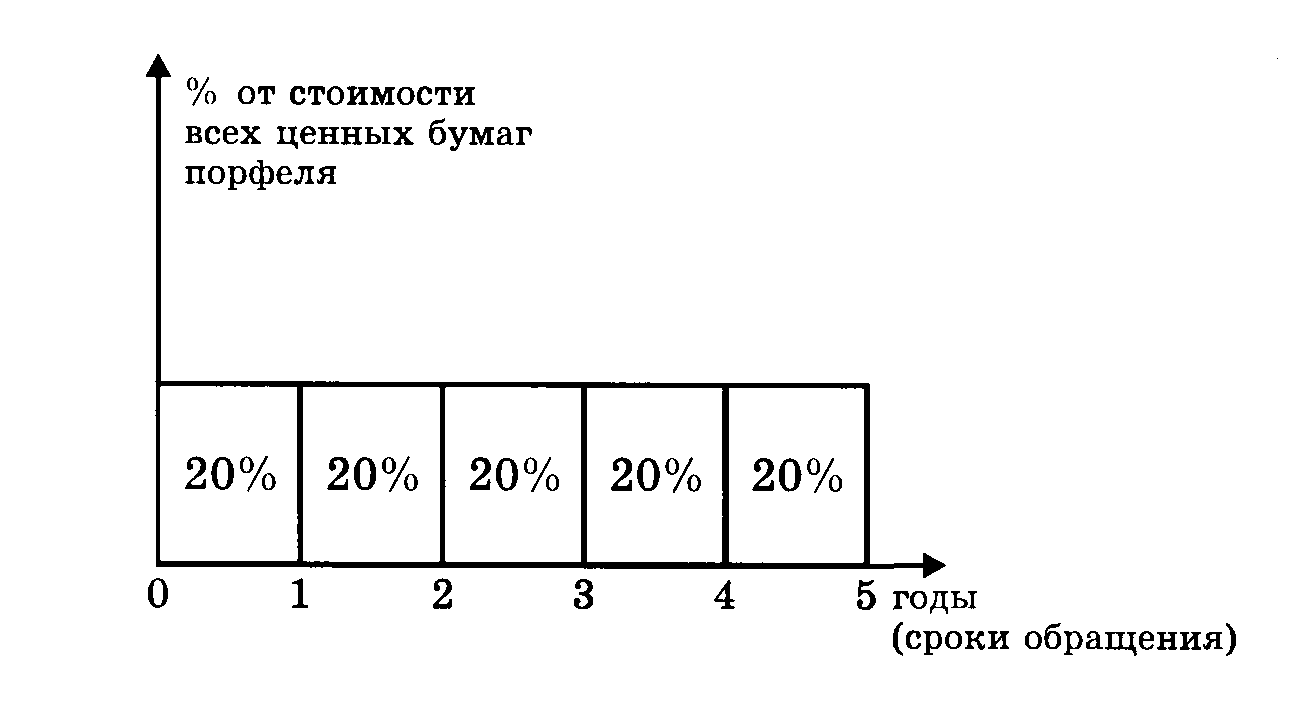 % от стоимости
всех ценных бумаг
порфеля
20% 20% 20% 20% 20%
0 1 2 3 4 5 годы
(сроки обращения)